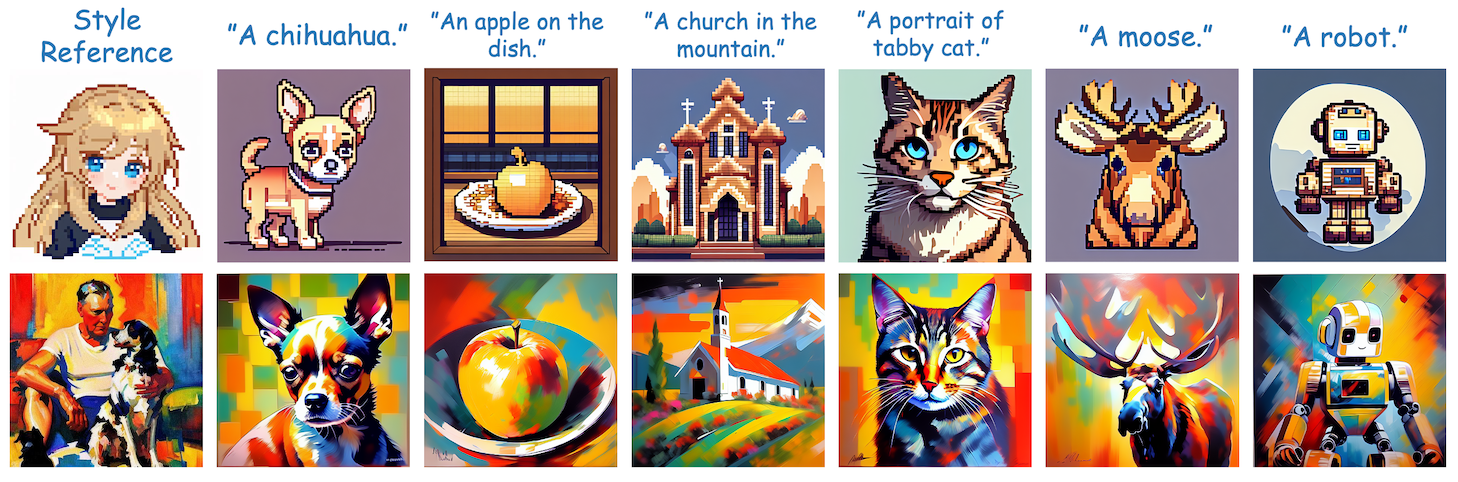 Style
Reference
"A chihuahua."
"An apple on the
dish."
"A church in the
mountain."
"A portrait of
tabby cat."
"A moose."
"A robot."